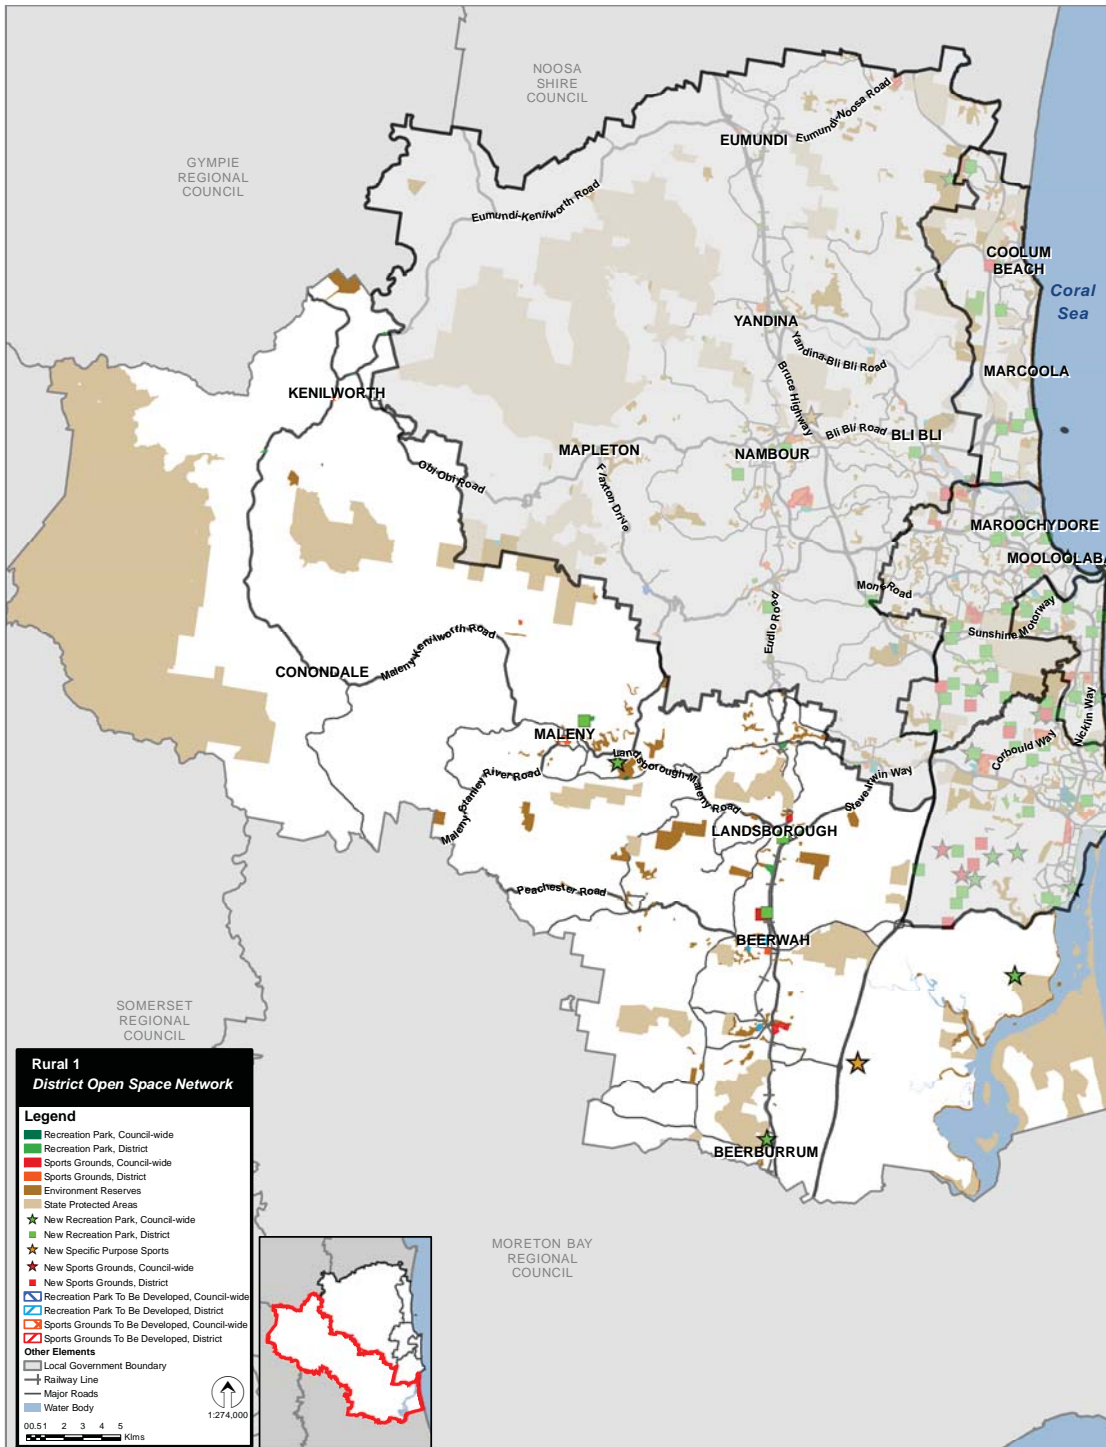 NOOSA
SHIRE
COUNCIL
GYMPIE
REGIONAL
COUNCIL
EUMUNDI
Eumundi-Noosa Road
Eumundi-Kenilworth Road
COOLUM
BEACH
Coral
Sea
YANDINA
Yandina-Bli Bli Road
MARCOOLA
Bruce Highway
KENILWORTH
Bli Bli Road
BLI BLI
MAPLETON
NAMBOUR
Obi Obi Road
Flaxton Drive
MAROOCHYDORE
MOOLOOLABA
Road
Eudlo Road
Sunshine Motorway
Maleny-Kenilworth Road
CONONDALE
Nicklin Way
MALENY
Corbould Way
Landsborough-Maleny Road
Maleny Stanley River Road
Steve Irwin Way
LANDSBOROUGH
Peachester Road
BEERWAH
SOMERSET
REGIONAL
COUNCIL
BEERBURRUM
MORETON BAY
REGIONAL
COUNCIL
Rural 1
District Open Space Network
Legend
Recreation Park, Council-wide
Recreation Park, District
Sports Grounds, Council-wide
Sports Grounds, District
Environment Reserves
State Protected Areas
New Recreation Park, Council-wide
New Recreation Park, District
New Specific Purpose Sports
New Sports Grounds, Council-wide
New Sports Grounds, District
Recreation Park To Be Developed, Council-wide
Recreation Park To Be Developed, District
Sports Grounds To Be Developed, Council-wide
Sports Grounds To Be Developed, District
Other Elements
Local Government Boundary
Railway Line
Major Roads
Water Body
1:274,000
00.51 2 3 4 5
Klms